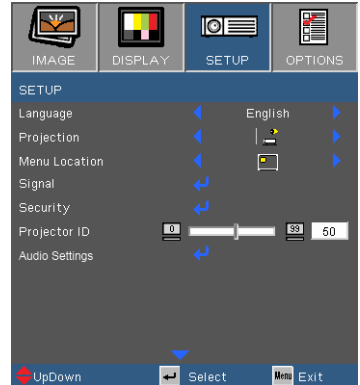 IMAGE DISPLAY SETUP OPTIONS
SETUP
Language English
Projection
Menu Location
Signal
Security
Projector ID 0 99 50
Audio Settings
UpDown Select Menu Exit